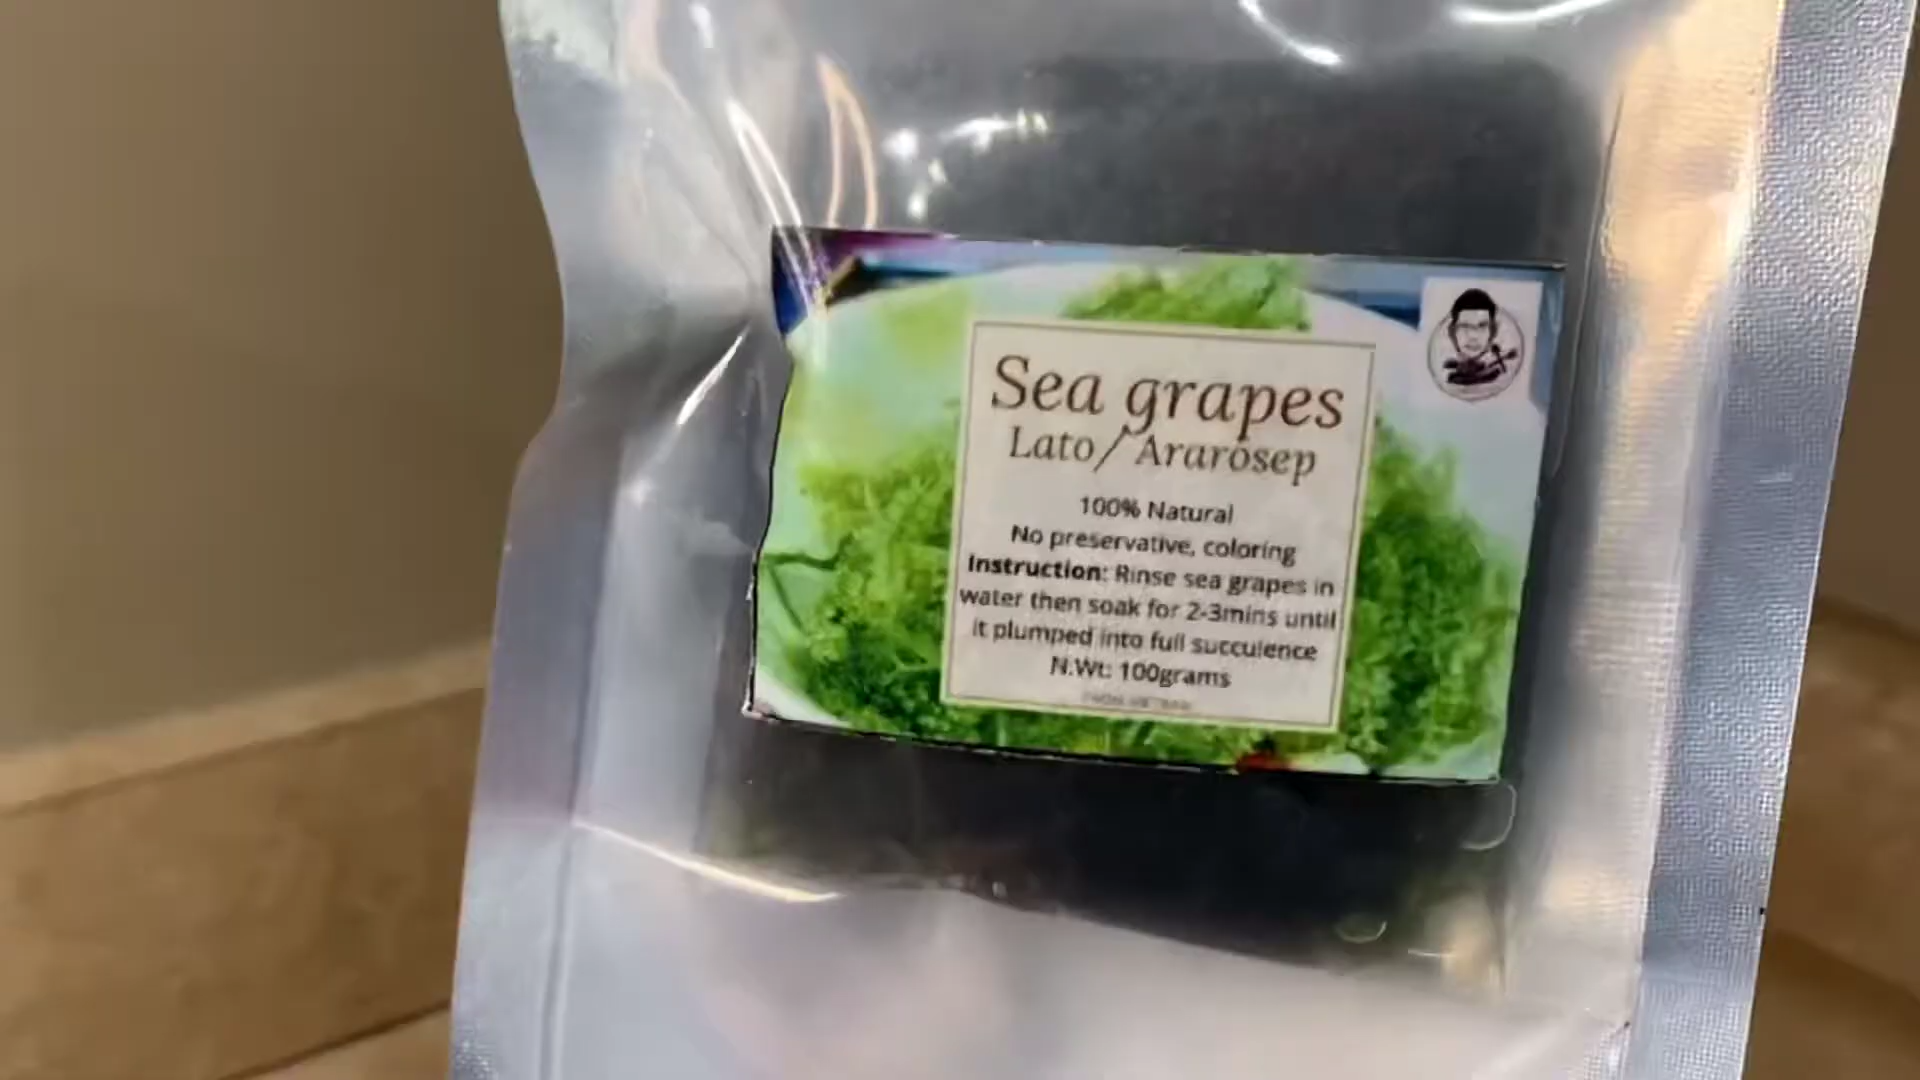 Sea grapes
Lato/Ararosep
100% Natural
No preservative, coloring
Instruction: Rinse sea grapes in
water then soak for 2-3mins until
it plumped into full succulence
N.Wt: 100grams